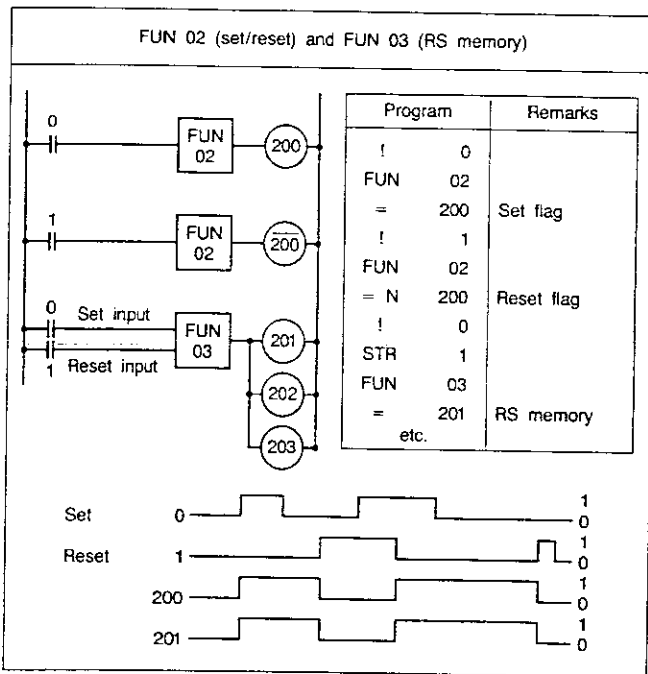 FUN 02 (set/reset) and FUN 03 (RS memory)
0
FUN
02
200
1
FUN
02
200
0
Set input
FUN
03
201
1
Reset input
202
203
Program Remarks
! 0
FUN 02
= 200 Set flag
! 1
FUN 02
= N 200 Reset flag
! 0
STR 1
FUN 03
= 201 RS memory
etc.
Set 0 1
0
Reset 1 1
0
200 1
0
201 1
0